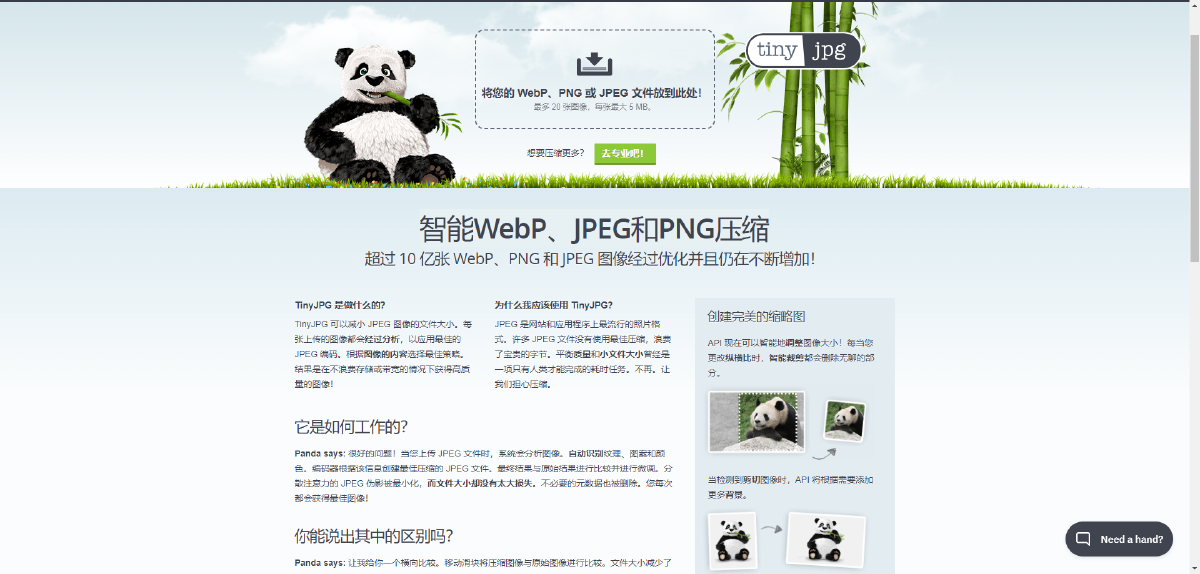 tiny jpg
将您的 WebP、PNG 或 JPEG 文件放到此处！
最多 20 张图像，每张最大 5 MB。
想要压缩更多？ 去专业吧！
智能WebP、JPEG和PNG压缩
超过 10 亿张 WebP、PNG 和 JPEG 图像经过优化并且仍在不断增加！
TinyJPG 是做什么的？
TinyJPG 可以减小 JPEG 图像的文件大小。每
张上传的图像都会经过分析，以应用最佳的
JPEG 编码。根据图像的内容选择最佳策略。
结果是在不浪费存储或带宽的情况下获得高质
量的图像！
为什么我应该使用 TinyJPG？
JPEG 是网站和应用程序上最流行的照片格
式。许多 JPEG 文件没有使用最佳压缩，浪费
了宝贵的字节。平衡质量和小文件大小曾经是
一项只有人类才能完成的耗时任务。不再。让
我们担心压缩。
它是如何工作的？
Panda says: 很好的问题！当您上传 JPEG 文件时，系统会分析图像。自动识别纹理、图案和颜
色。编码器根据该信息创建最佳压缩的 JPEG 文件。最终结果与原始结果进行比较并进行微调。分
散注意力的 JPEG 伪影被最小化，而文件大小却没有太大损失。不必要的元数据也被删除。您每次
都会获得最佳图像！
你能说出其中的区别吗？
Panda says: 让我给你一个横向比较。移动滑块将压缩图像与原始图像进行比较。文件大小减少了
创建完美的缩略图
API 现在可以智能地调整图像大小！每当您
更改纵横比时，智能裁剪都会删除无聊的部
分。
当检测到剪切图像时，API 将根据需要添加
更多背景。
Need a hand?